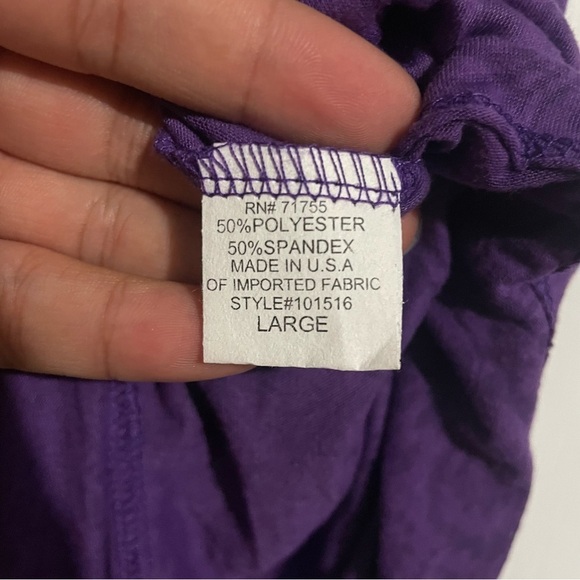 RN# 71755
50%POLYESTER
50%SPANDEX
MADE IN U.S.A
OF IMPORTED FABRIC
STYLE#101516
LARGE